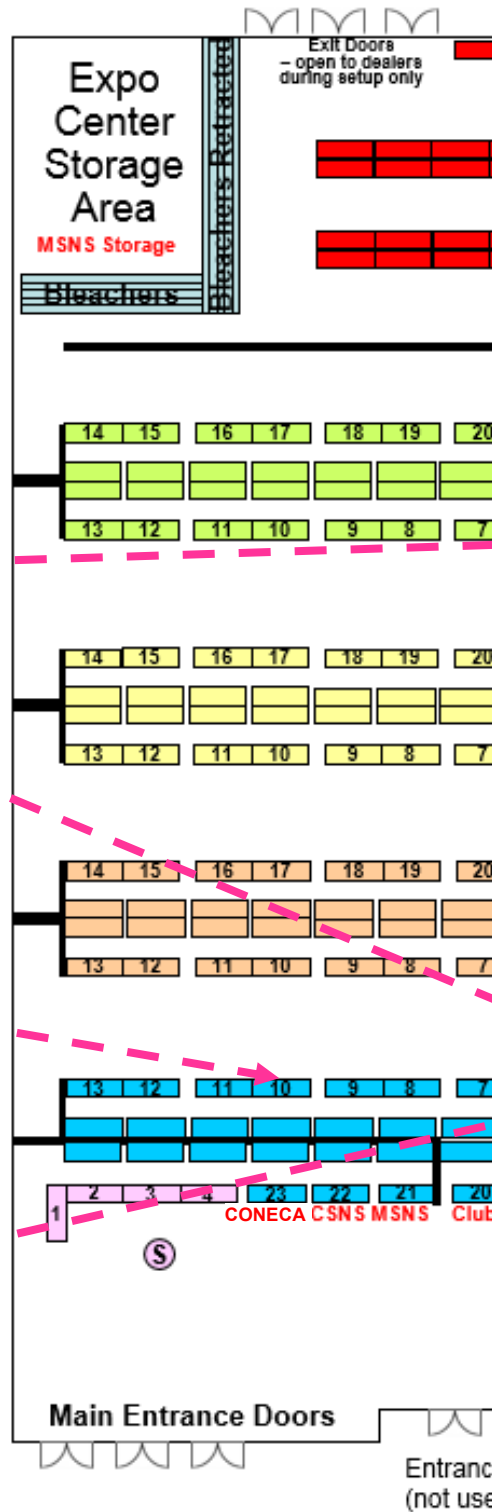 Exit Doors
– open to dealers
during setup only
Expo
Center
Storage
Area
MSNS Storage
Bleachers Retracted
Bleachers
14 15 16 17 18 19 20
13 12 11 10 9 8 7
14 15 16 17 18 19 20
13 12 11 10 9 8 7
14 15 16 17 18 19 20
13 12 11 10 9 8 7
13 12 11 10 9 8 7
1 2 3 4 23 22 21 20
CONECA CSNS MSNS Club
S
Main Entrance Doors
Entranc
(not use